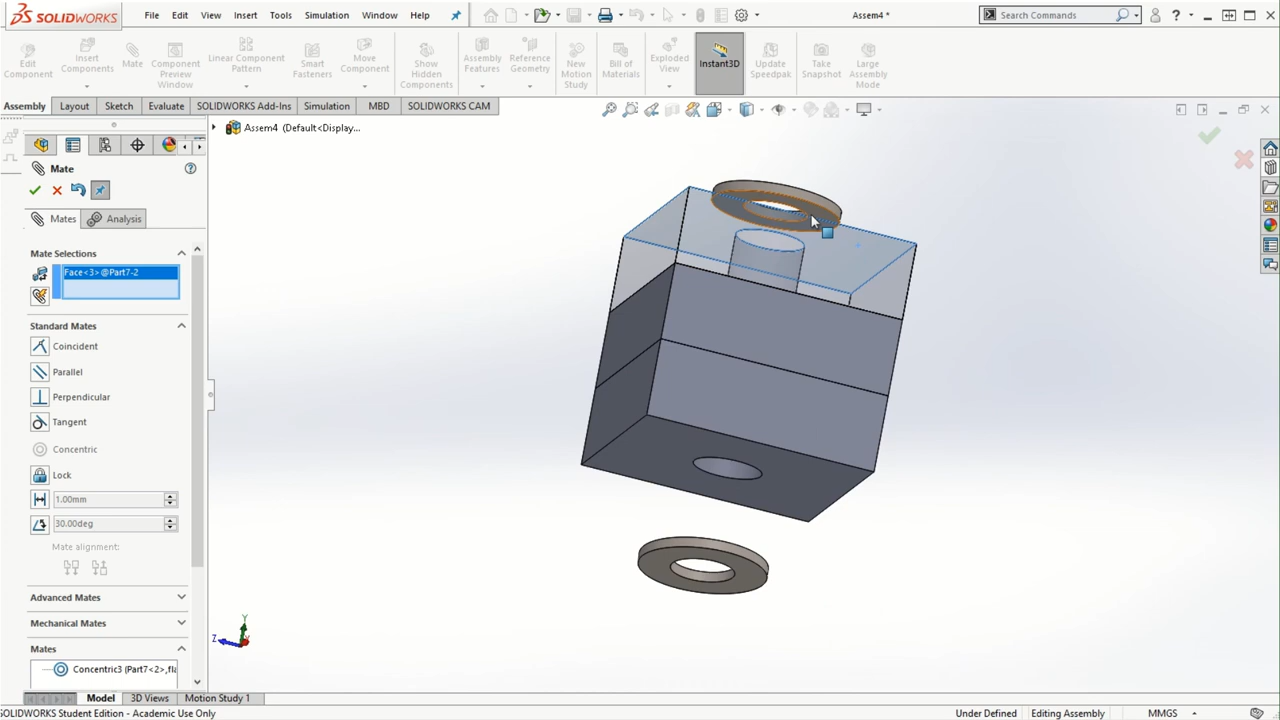 SOLIDWORKS
File Edit View Insert Tools Simulation Window Help
Assem4 *
Search Commands
Edit Component
Insert Components
Mate
Component Preview Window
Linear Component Pattern
Smart Fasteners
Move Component
Show Hidden Components
Assembly Features
Reference Geometry
New Motion Study
Bill of Materials
Exploded View
Instant3D
Update Speedpak
Take Snapshot
Large Assembly Mode
Assembly Layout Sketch Evaluate SOLIDWORKS Add-Ins Simulation MBD SOLIDWORKS CAM
Assem4 (Default<Display...
Mate
Mates Analysis
Mate Selections
Face<3>@Part7-2
Standard Mates
Coincident
Parallel
Perpendicular
Tangent
Concentric
Lock
1.00mm
30.00deg
Mate alignment:
Advanced Mates
Mechanical Mates
Mates
Concentric3 (Part7<2>,fla
Y
Z
Model 3D Views Motion Study 1
SOLIDWORKS Student Edition - Academic Use Only
Under Defined Editing Assembly MMGS